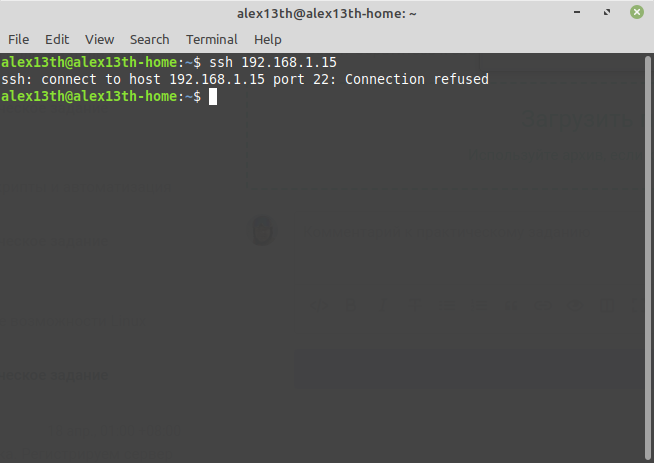 alex13th@alex13th-home: ~
File Edit View Search Terminal Help
alex13th@alex13th-home:~$ ssh 192.168.1.15
ssh: connect to host 192.168.1.15 port 22: Connection refused
alex13th@alex13th-home:~$